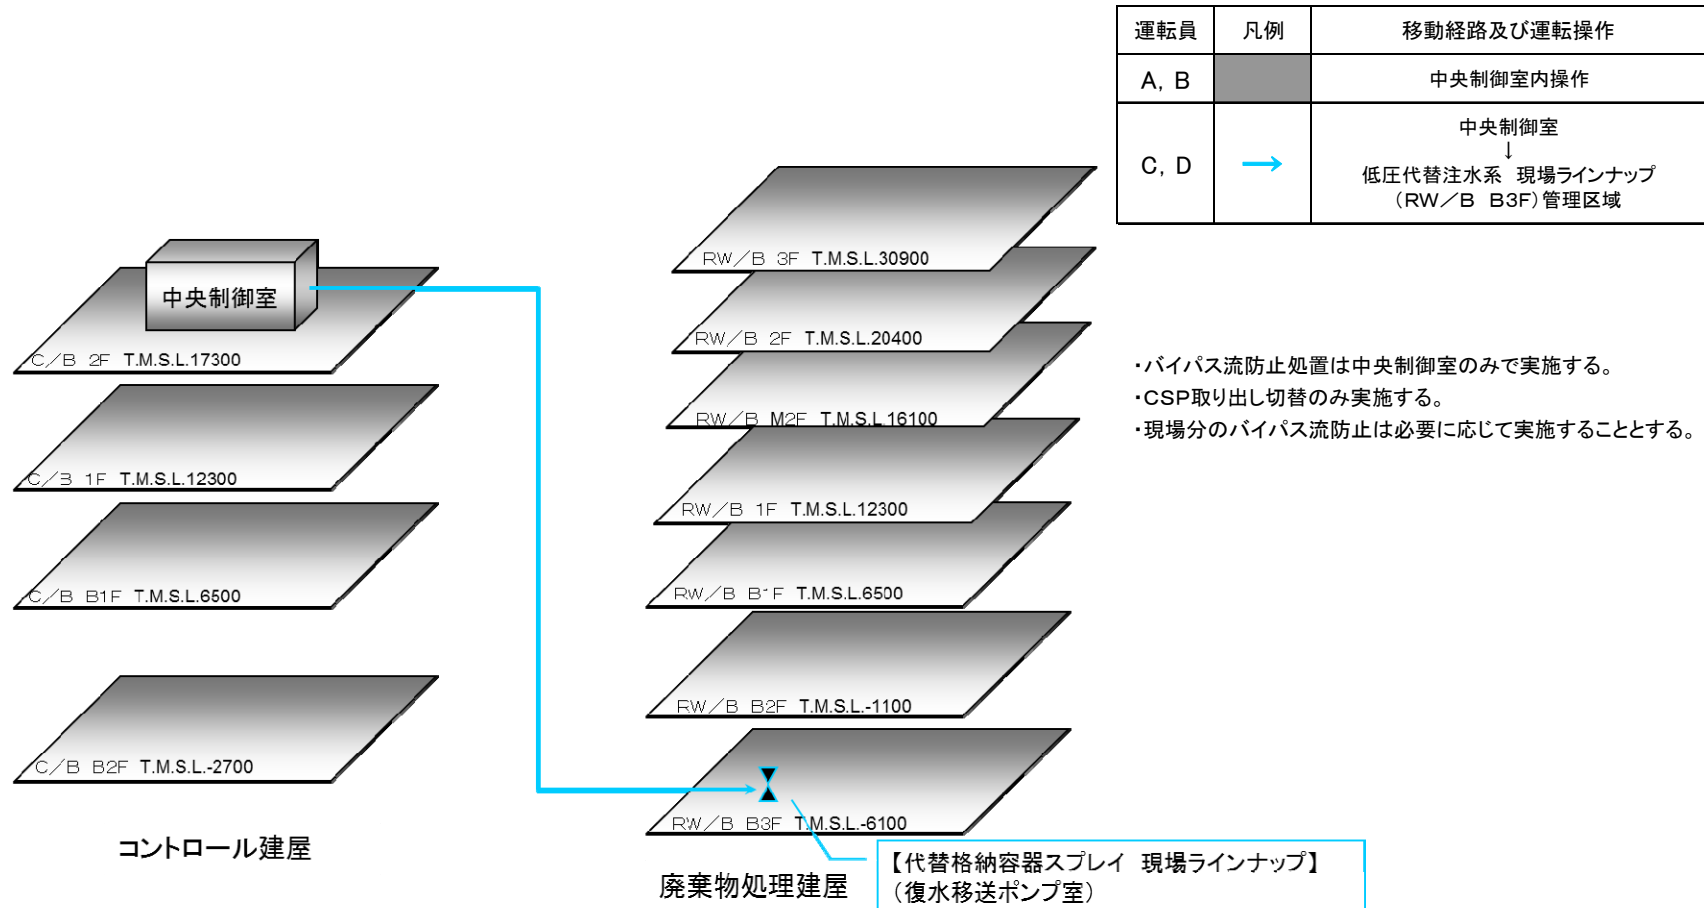 運転員 凡例 移動経路及び運転操作
A, B 中央制御室内操作
C, D
中央制御室
↓
低圧代替注水系 現場ラインナップ
（RW／B B3F）管理区域
中央制御室
C／B 2F T.M.S.L.17300
C／B 1F T.M.S.L.12300
C／B B1F T.M.S.L.6500
C／B B2F T.M.S.L.-2700
コントロール建屋
RW／B 3F T.M.S.L.30900
RW／B 2F T.M.S.L.20400
RW／B M2F T.M.S.L.16100
RW／B 1F T.M.S.L.12300
RW／B B1F T.M.S.L.6500
RW／B B2F T.M.S.L.-1100
RW／B B3F T.M.S.L.-6100
廃棄物処理建屋
【代替格納容器スプレイ 現場ラインナップ】
（復水移送ポンプ室）
・バイパス流防止処置は中央制御室のみで実施する。
・CSP取り出し切替のみ実施する。
・現場分のバイパス流防止は必要に応じて実施することとする。